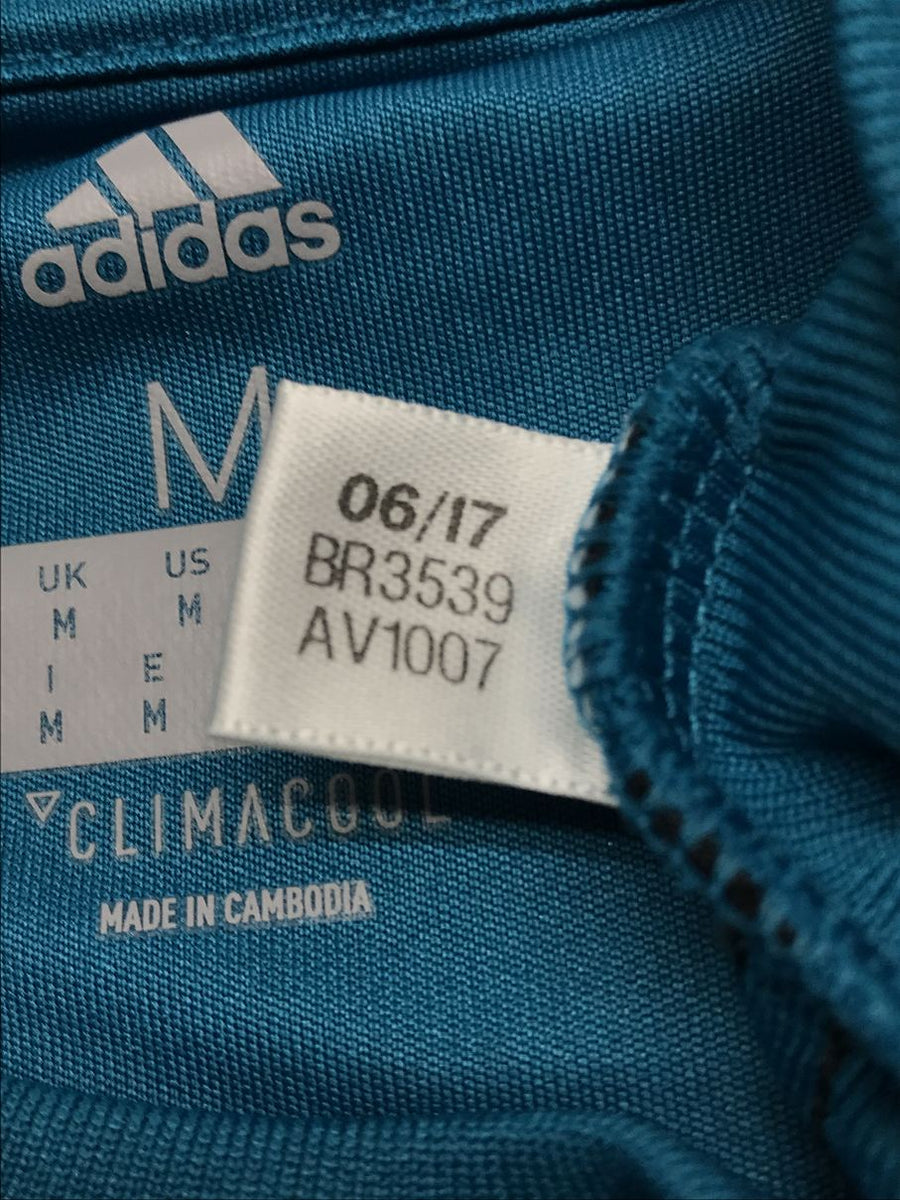 adidas
M
UK US
M M
I E
M M
06/17
BR3539
AV1007
CLIMACOOL
MADE IN CAMBODIA